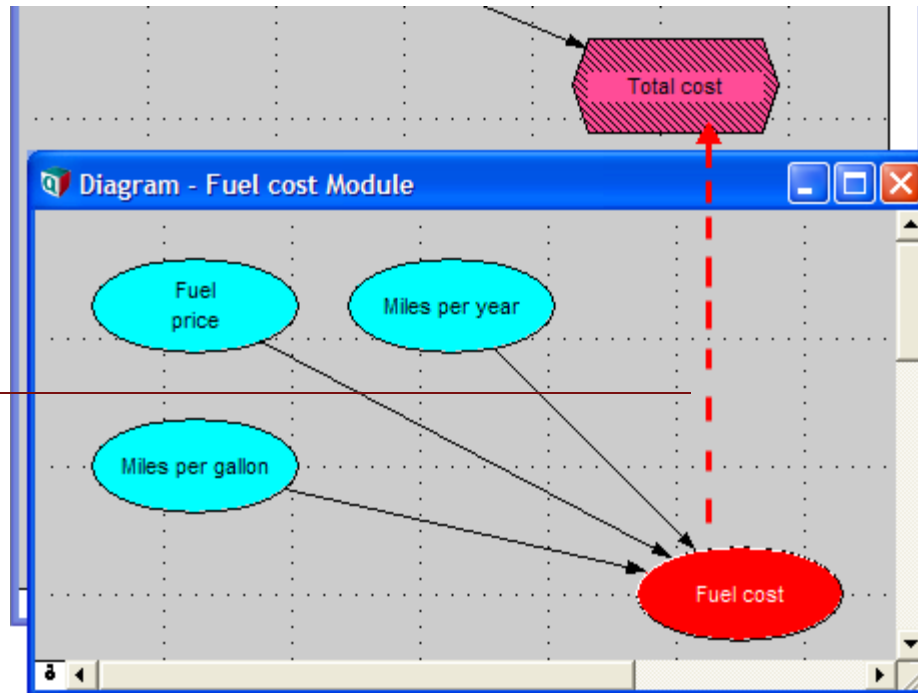 Total cost
Diagram - Fuel cost Module
Fuel
price
Miles per year
Miles per gallon
Fuel cost